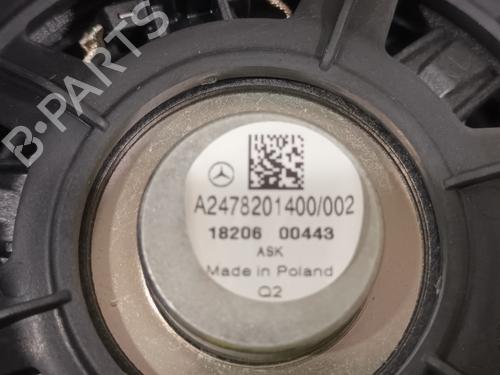 B-PARTS
A2478201400/002
18206 00443
ASK
Made in Poland
Q2